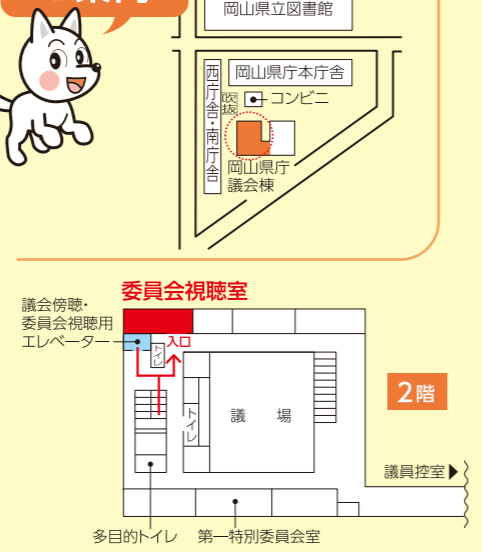 岡山県立図書館
岡山県庁本庁舎
西庁舎・南庁舎
コンビニ
岡山県庁
議会棟
委員会視聴室
議会傍聴・
委員会視聴用
エレベーター
トイレ
入口
トイレ
議場
2階
議員控室▶
多目的トイレ
第一特別委員会室